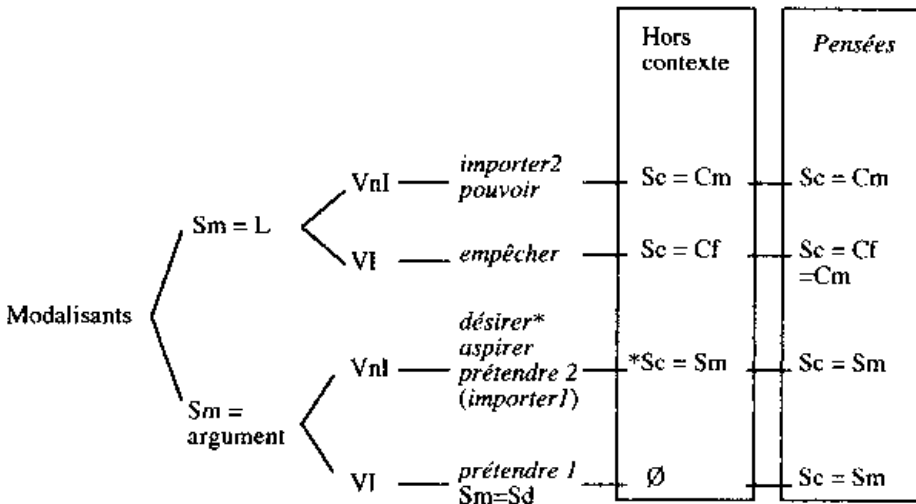 Hors
contexte
Pensées
importer2
VnI
pouvoir
Sc = Cm
Sc = Cm
Sm = L
VI
empêcher
Sc = Cf
Sc = Cf
=Cm
Modalisants
désirer*
aspirer
VnI
prétendre 2
*Sc = Sm
Sc = Sm
(importer1)
Sm =
argument
VI
prétendre 1
Sm=Sd
Ø
Sc = Sm